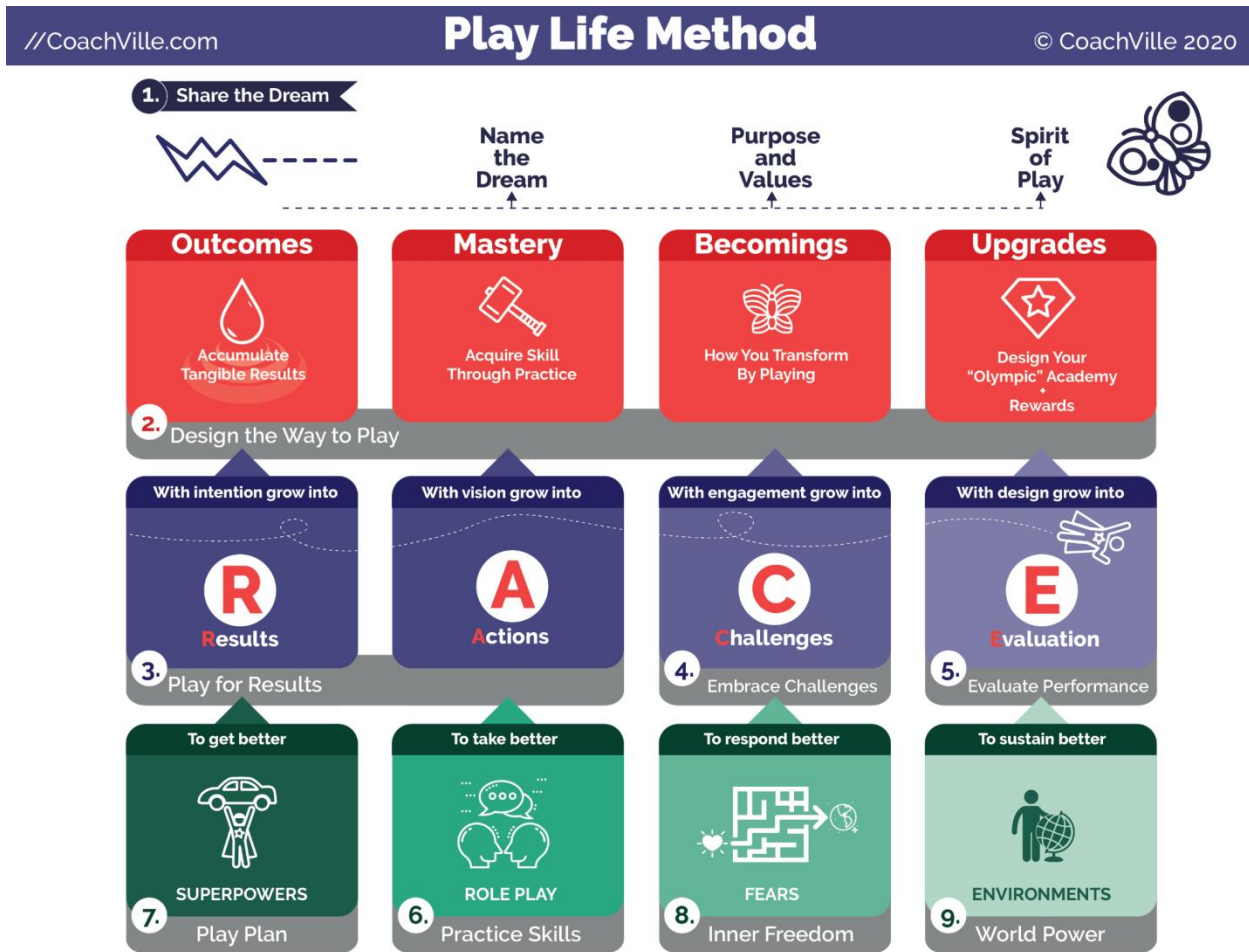 //CoachVille.com
Play Life Method
© CoachVille 2020
1. Share the Dream
Name
the
Dream
Purpose
and
Values
Spirit
of
Play
Outcomes
Accumulate
Tangible Results
Mastery
Acquire Skill
Through Practice
Becomings
How You Transform
By Playing
Upgrades
Design Your
“Olympic” Academy
+
Rewards
2. Design the Way to Play
With intention grow into
R
Results
With vision grow into
A
Actions
3. Play for Results
With engagement grow into
C
Challenges
4. Embrace Challenges
With design grow into
E
Evaluation
5. Evaluate Performance
To get better
SUPERPOWERS
7. Play Plan
To take better
ROLE PLAY
6. Practice Skills
To respond better
FEARS
8. Inner Freedom
To sustain better
ENVIRONMENTS
9. World Power